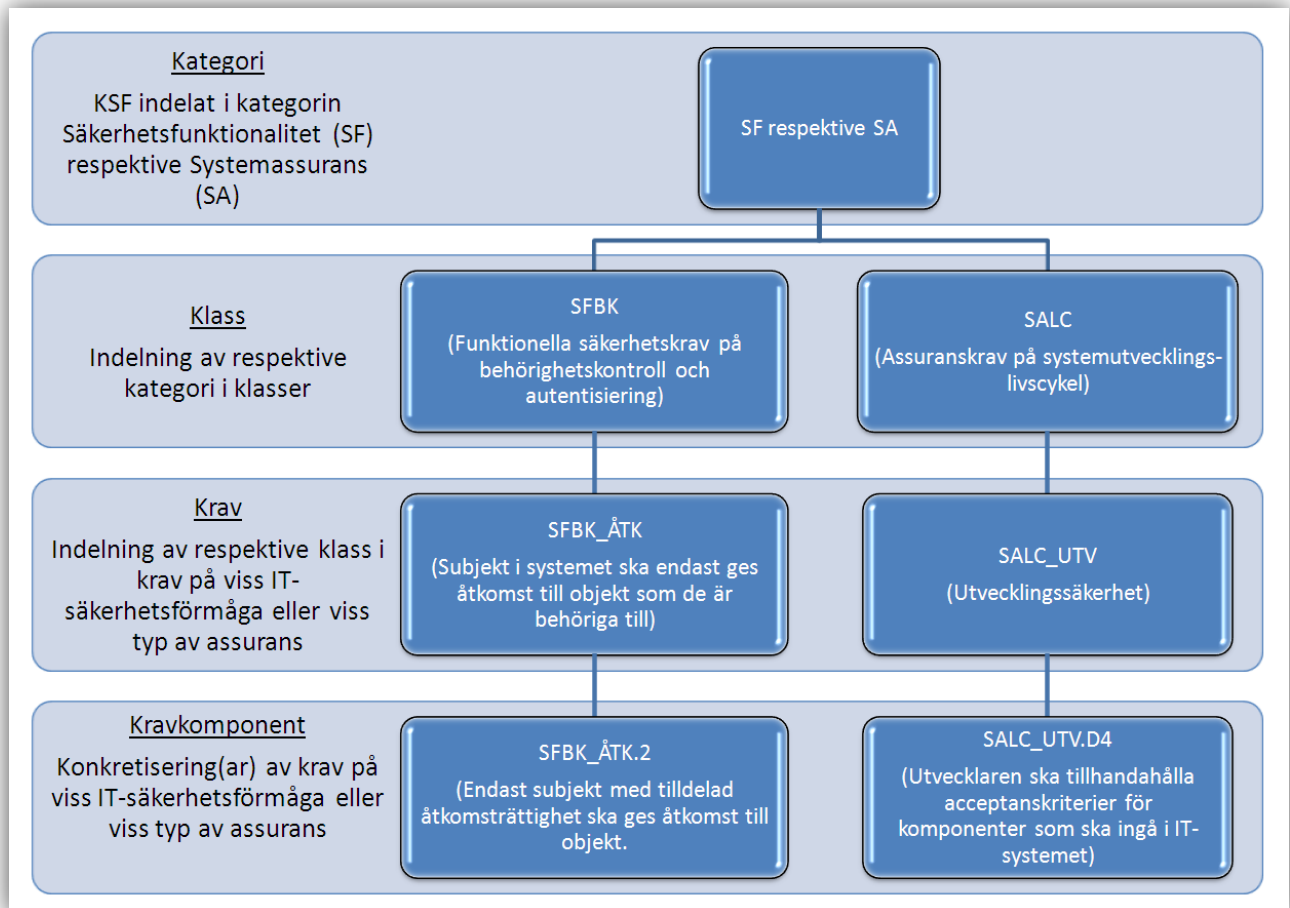 Kategori
KSF indelat i kategorin
Säkerhetsfunktionalitet (SF)
respektive Systemassurans
(SA)
SF respektive SA
Klass
Indelning av respektive
kategori i klasser
SFBK
(Funktionella säkerhetskrav på
behörighetskontroll och
autentisiering)
SALC
(Assuranskrav på systemutvecklings-
livscykel)
Krav
Indelning av respektive klass i
krav på viss IT-
säkerhetsförmåga eller viss
typ av assurans
SFBK_ÅTK
(Subjekt i systemet ska endast ges
åtkomst till objekt som de är
behöriga till)
SALC_UTV
(Utvecklingssäkerhet)
Kravkomponent
Konkretisering(ar) av krav på
viss IT-säkerhetsförmåga eller
viss typ av assurans
SFBK_ÅTK.2
(Endast subjekt med tilldelad
åtkomsträttighet ska ges åtkomst till
objekt.
SALC_UTV.D4
(Utvecklaren ska tillhandahålla
acceptanskriterier för
komponenter som ska ingå i IT-
systemet)